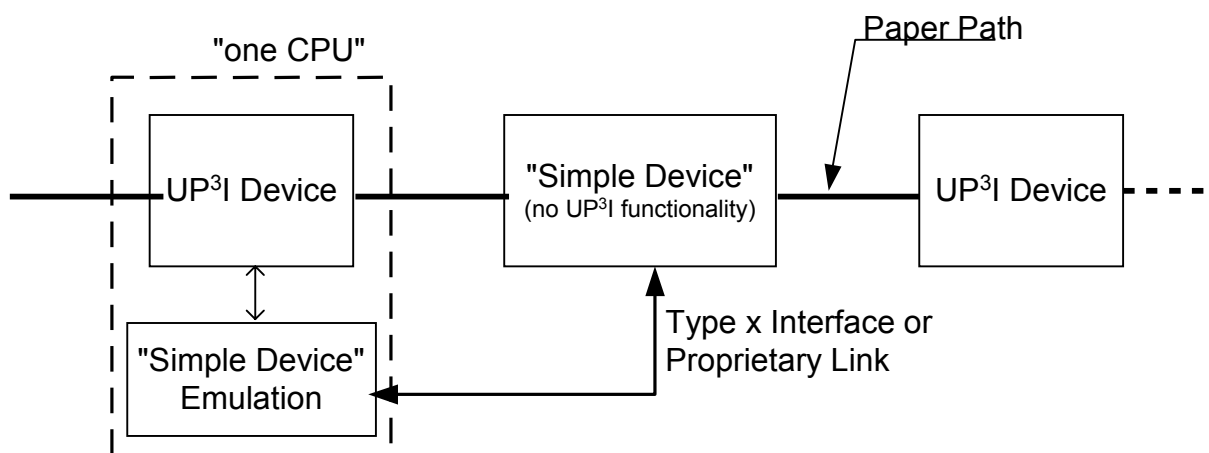 "one CPU"
Paper Path
UP³I Device
"Simple Device"
(no UP³I functionality)
UP³I Device
Type x Interface or
Proprietary Link
"Simple Device"
Emulation